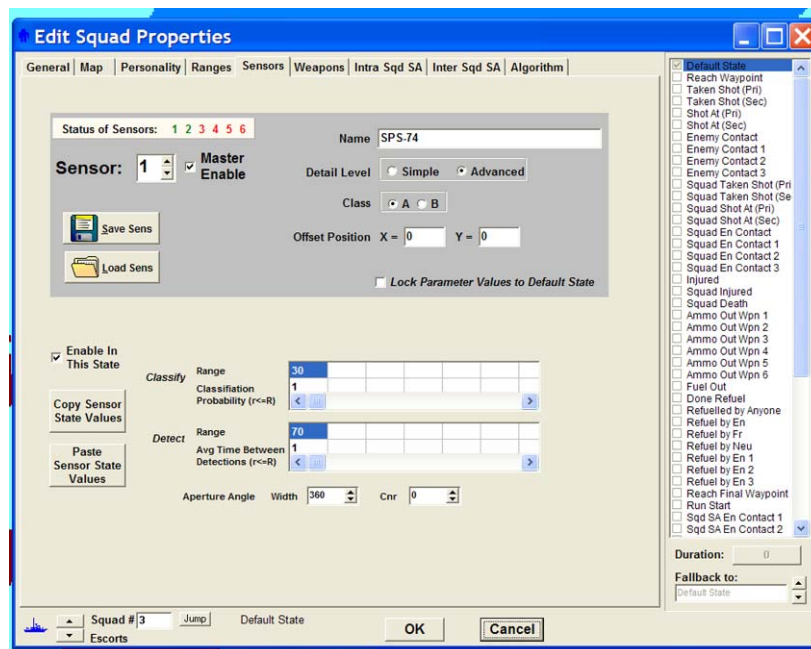 Edit Squad Properties
General Map Personality Ranges Sensors Weapons Intra Sqd SA Inter Sqd SA Algorithm
Status of Sensors: 1 2 3 4 5 6
Sensor: 1 Master Enable
Save Sens
Load Sens
Name SPS-74
Detail Level Simple Advanced
Class A B
Offset Position X = 0 Y = 0
Lock Parameter Values to Default State
Enable In This State
Copy Sensor State Values
Paste Sensor State Values
Classify
Range 30
Classifiation Probability (r<=R) 1
Detect
Range 70
Avg Time Between Detections (r<=R) 1
Aperture Angle Width 360 Cnr 0
Default State
Reach Waypoint
Taken Shot (Pri)
Taken Shot (Sec)
Shot At (Pri)
Shot At (Sec)
Enemy Contact
Enemy Contact 1
Enemy Contact 2
Enemy Contact 3
Squad Taken Shot (Pri
Squad Taken Shot (Se
Squad Shot At (Pri)
Squad Shot At (Sec)
Squad En Contact
Squad En Contact 1
Squad En Contact 2
Squad En Contact 3
Injured
Squad Injured
Squad Death
Ammo Out Wpn 1
Ammo Out Wpn 2
Ammo Out Wpn 3
Ammo Out Wpn 4
Ammo Out Wpn 5
Ammo Out Wpn 6
Fuel Out
Done Refuel
Refuelled by Anyone
Refuel by En
Refuel by Fr
Refuel by Neu
Refuel by En 1
Refuel by En 2
Refuel by En 3
Reach Final Waypoint
Run Start
Sqd SA En Contact 1
Sqd SA En Contact 2
Duration: 0
Fallback to:
Default State
Squad # 3 Jump Default State
Escorts
OK
Cancel